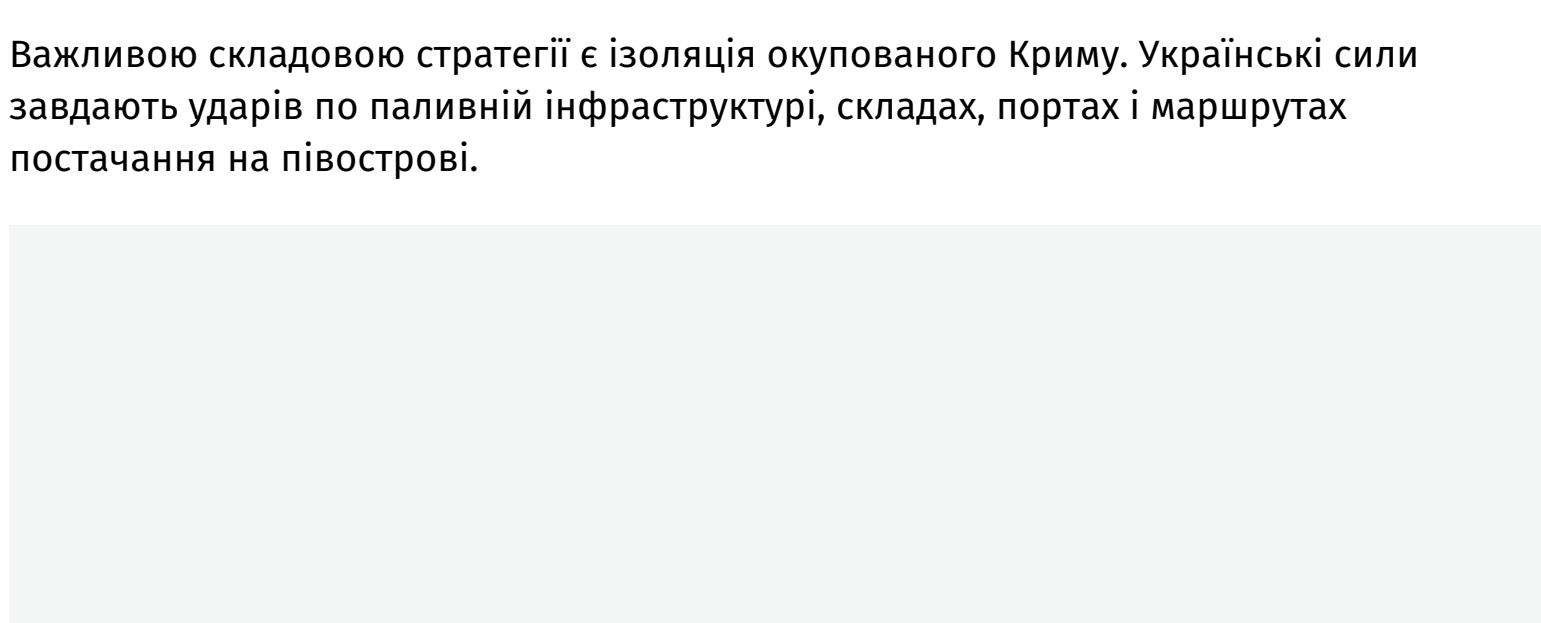 Важливою складовою стратегії є ізоляція окупованого Криму. Українські сили
завдають ударів по паливній інфраструктурі, складах, портах і маршрутах
постачання на півострові.